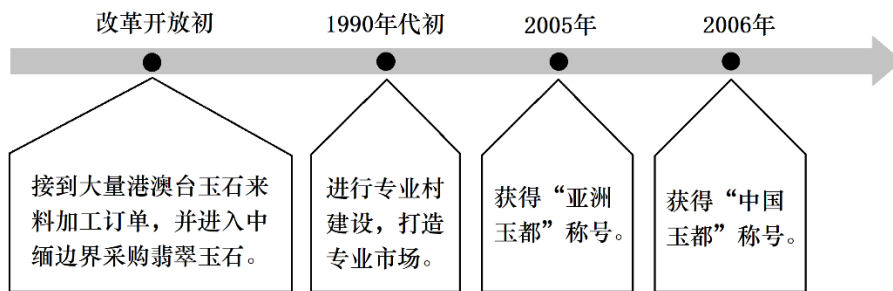 改革开放初
1990年代初
2005年
2006年
接到大量港澳台玉石来
料加工订单，并进入中
缅边界采购翡翠玉石。
进行专业村
建设，打造
专业市场。
获得“亚洲
玉都”称号。
获得“中国
玉都”称号。